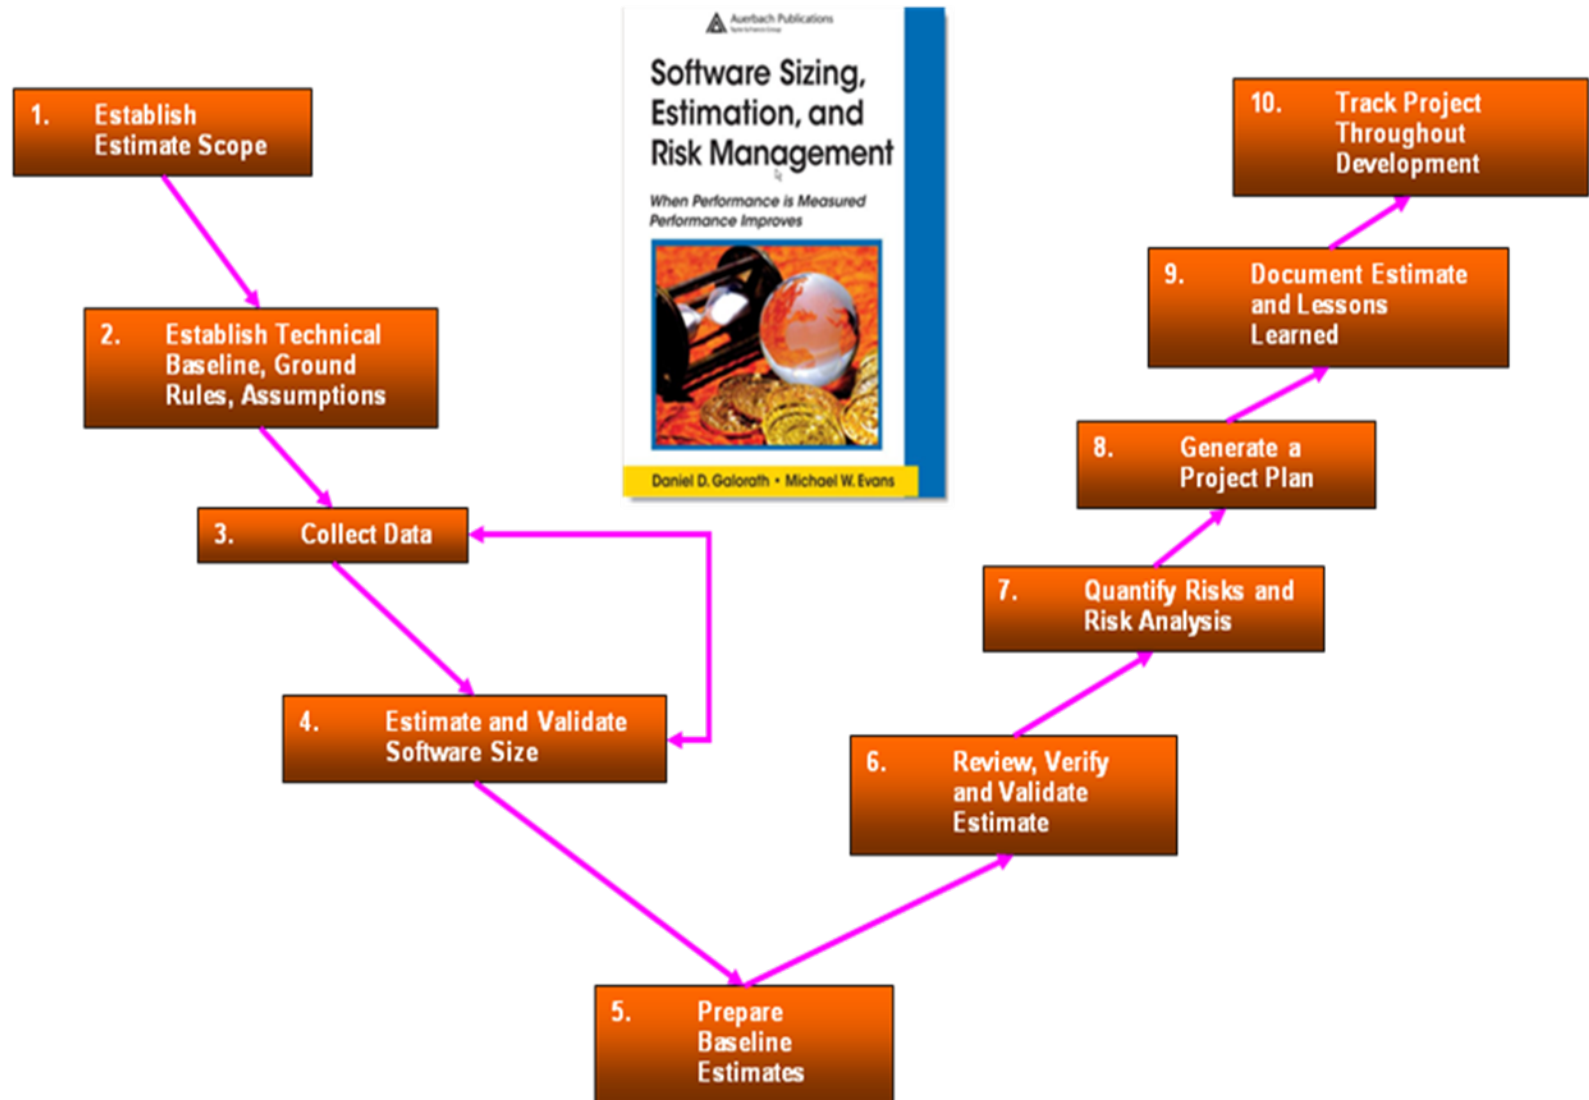 Auerbach Publications
Taylor & Francis Group
Software Sizing,
Estimation, and
Risk Management
When Performance is Measured
Performance Improves
Daniel D. Galorath • Michael W. Evans
1. Establish
Estimate Scope
2. Establish Technical
Baseline, Ground
Rules, Assumptions
3. Collect Data
4. Estimate and Validate
Software Size
5. Prepare
Baseline
Estimates
6. Review, Verify
and Validate
Estimate
7. Quantify Risks and
Risk Analysis
8. Generate a
Project Plan
9. Document Estimate
and Lessons
Learned
10. Track Project
Throughout
Development